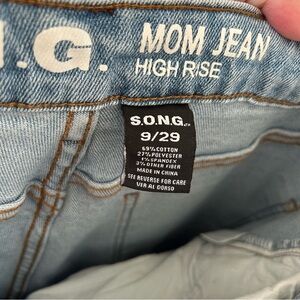 .G. MOM JEAN
HIGH RISE
S.O.N.G.
9/29
69% COTTON
27% POLYESTER
1% SPANDEX
3% OTHER FIBER
MADE IN CHINA
SEE REVERSE FOR CARE
VER AL DORSO